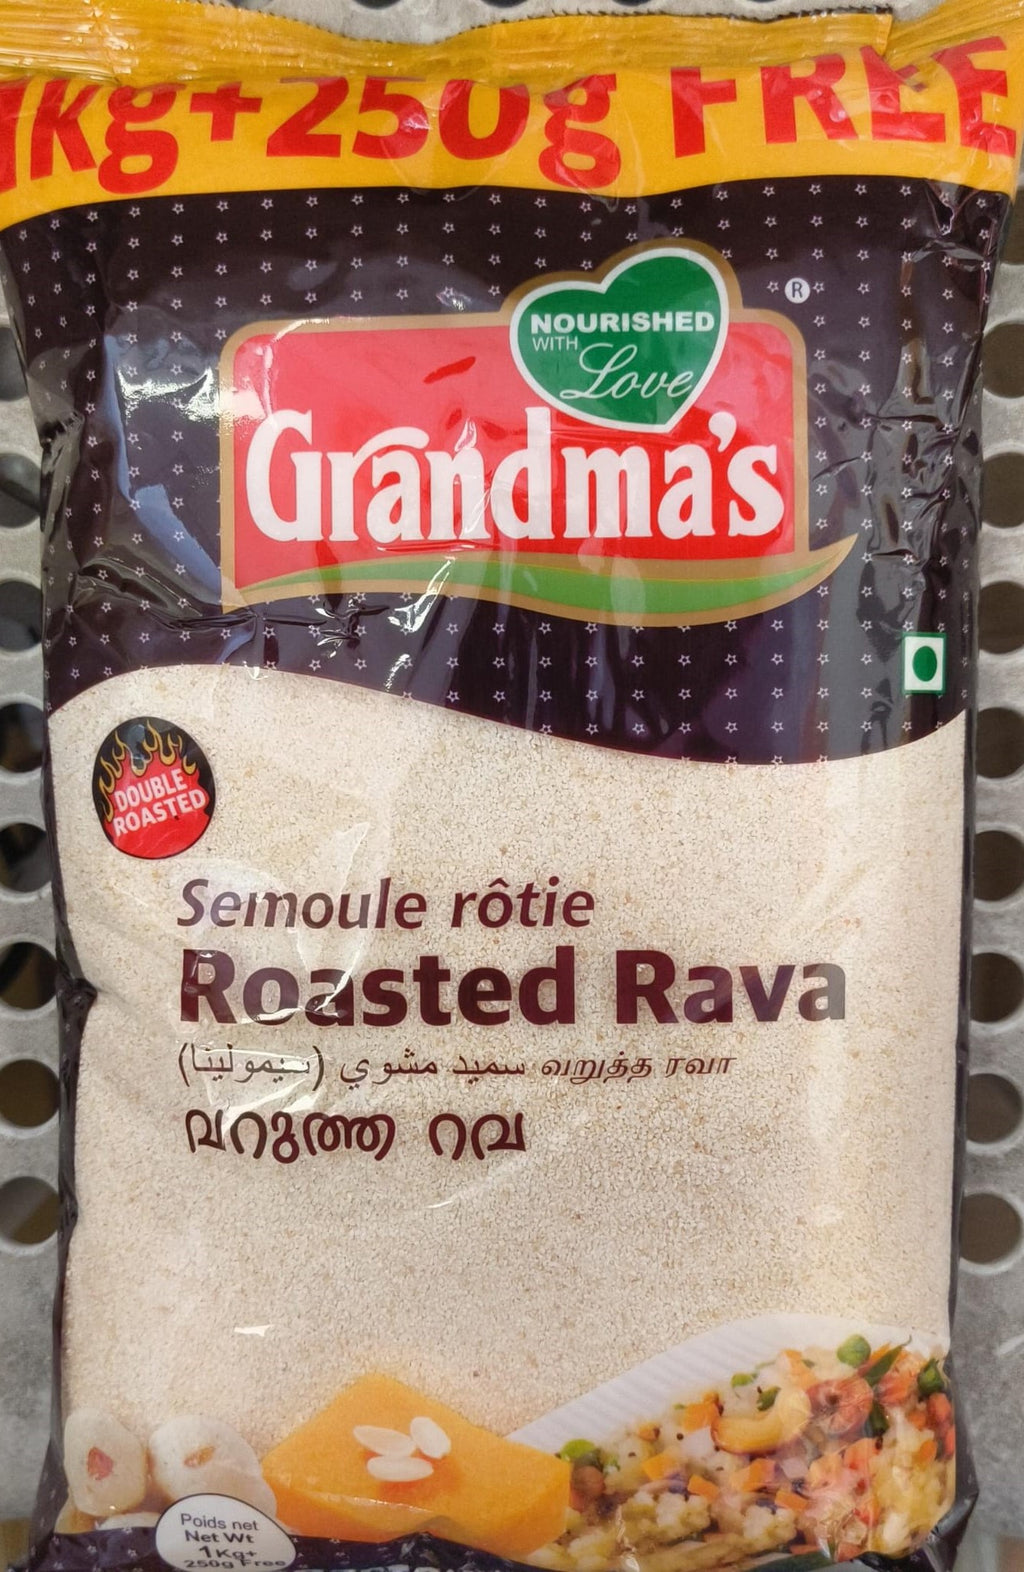 1kg+250g FREE
®
NOURISHED
WITH
Love
Grandma's
DOUBLE
ROASTED
Semoule rôtie
Roasted Rava
வறுத்த ரவா سميد مشوي (سيمولينا)
വറുത്ത റവ
Poids net
Net Wt
1Kg+
250g Free